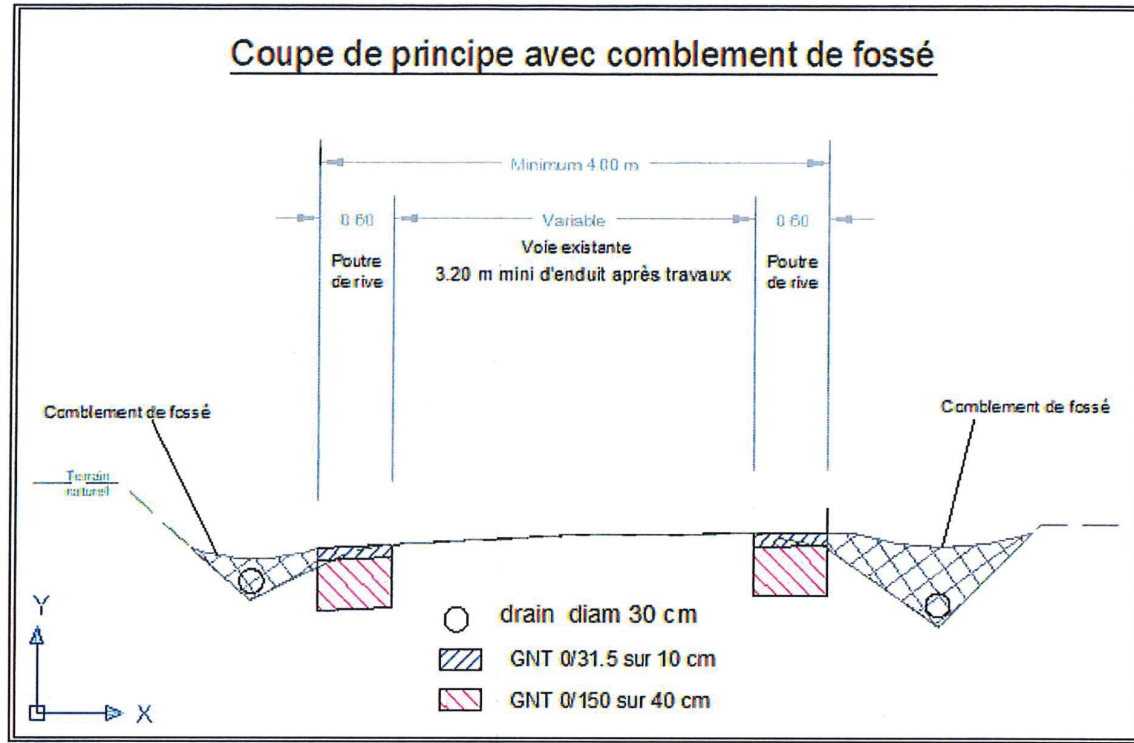 Coupe de principe avec comblement de fossé
Minimum 4.00 m
0.60
Variable
0.60
Poutre
de rive
Voie existante
3.20 m mini d'enduit après travaux
Poutre
de rive
Comblement de fossé
Comblement de fossé
Terrain
naturel
drain diam 30 cm
GNT 0/31.5 sur 10 cm
GNT 0/150 sur 40 cm
Y
X